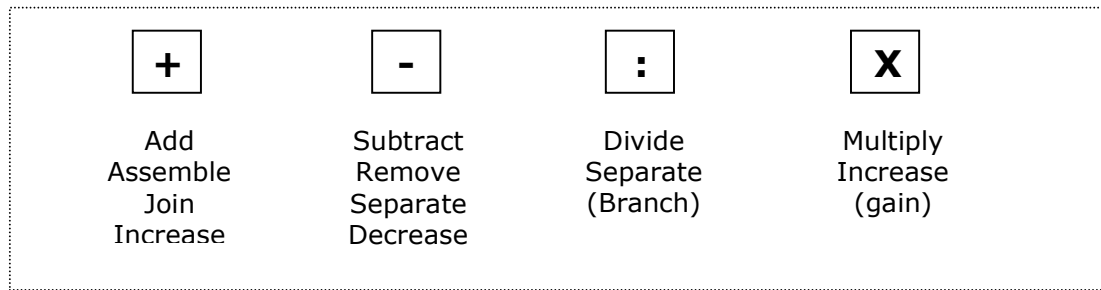 + - : X
Add Subtract Divide Multiply
Assemble Remove Separate Increase
Join Separate (Branch) (gain)
Increase Decrease